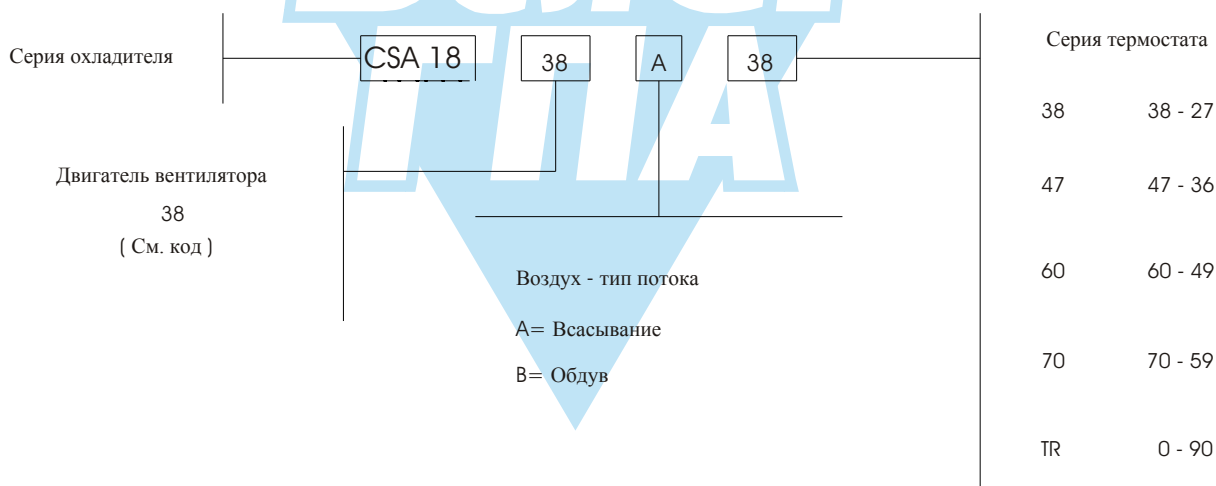 Серия охладителя
CSA 18 38 A 38
Серия термостата
38 38 - 27
Двигатель вентилятора
38
( См. код )
47 47 - 36
Воздух - тип потока
A= Всасывание
B= Обдув
60 60 - 49
70 70 - 59
TR 0 - 90